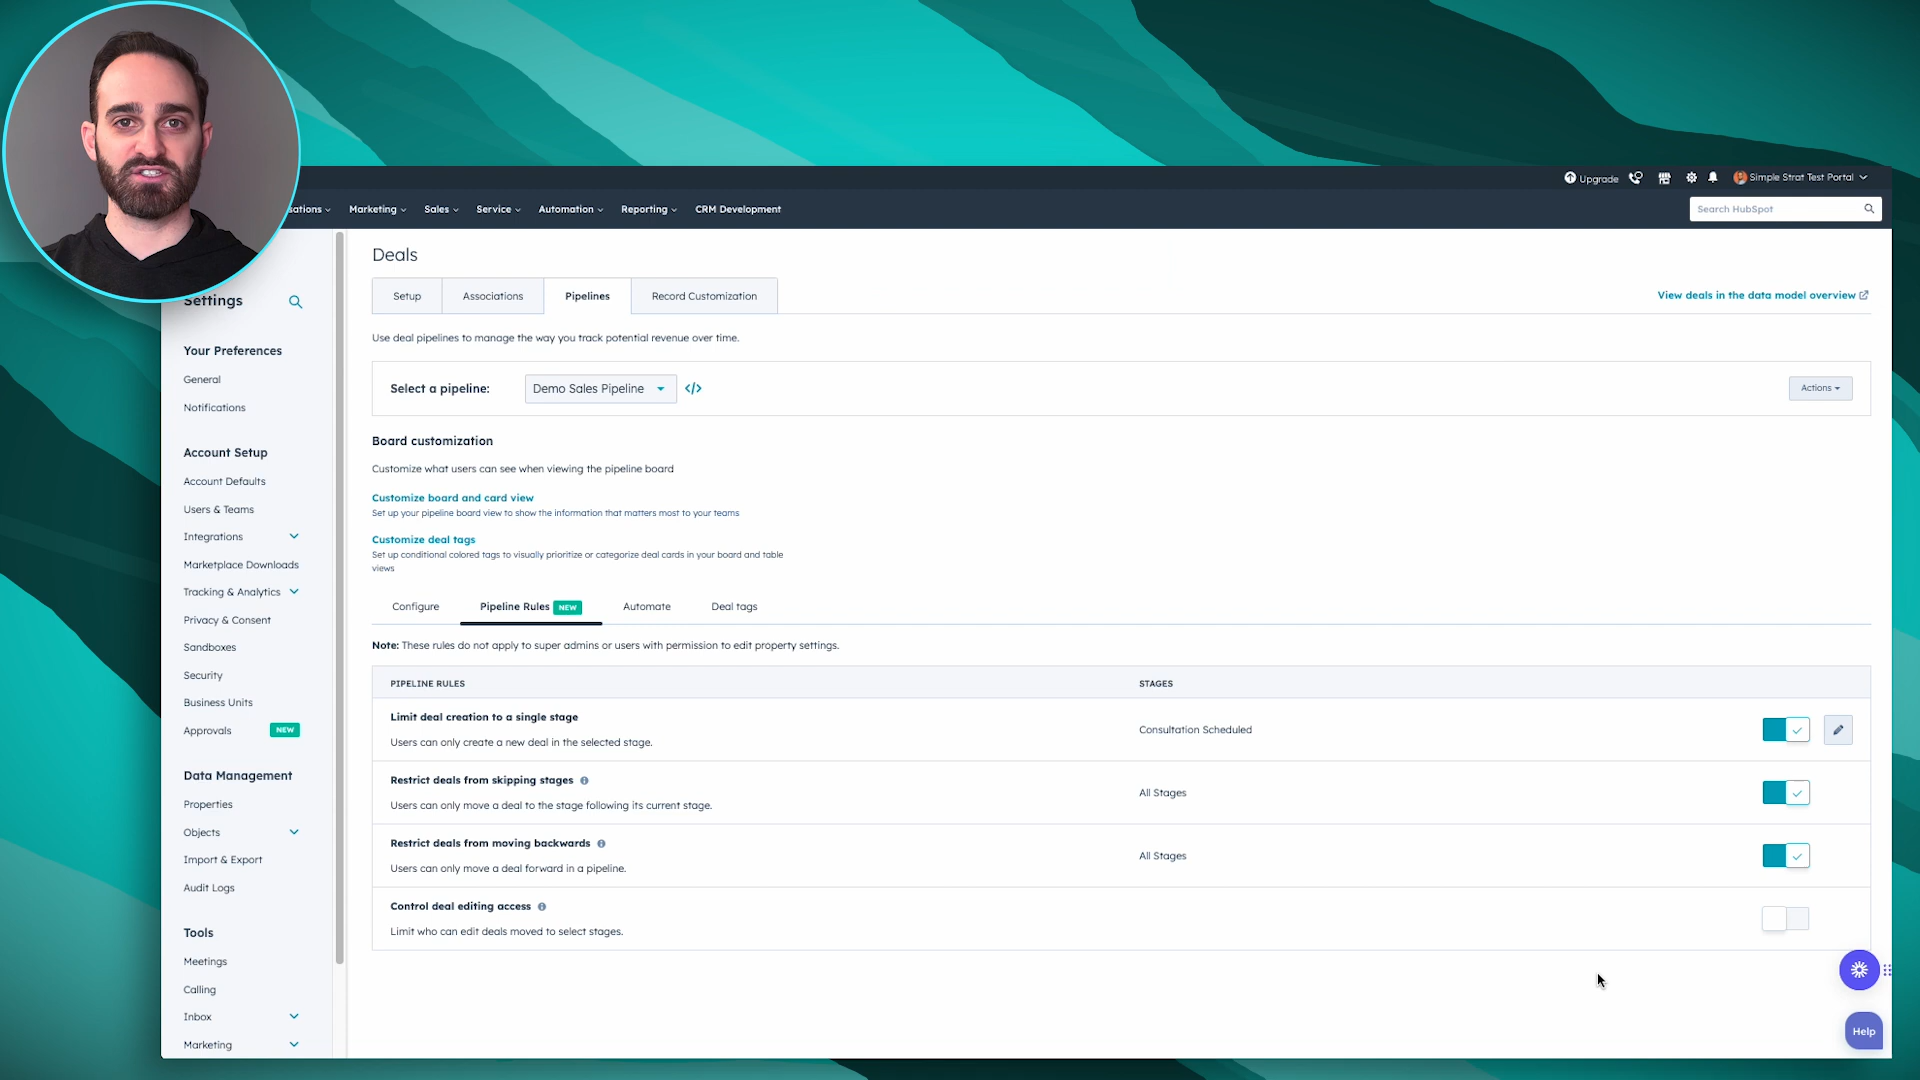 Upgrade
Simple Strat Test Portal
Marketing
Sales
Service
Automation
Reporting
CRM Development
Search HubSpot
Settings
Your Preferences
General
Notifications
Account Setup
Account Defaults
Users & Teams
Integrations
Marketplace Downloads
Tracking & Analytics
Privacy & Consent
Sandboxes
Security
Business Units
Approvals NEW
Data Management
Properties
Objects
Import & Export
Audit Logs
Tools
Meetings
Calling
Inbox
Marketing
Deals
Setup
Associations
Pipelines
Record Customization
View deals in the data model overview
Use deal pipelines to manage the way you track potential revenue over time.
Select a pipeline:
Demo Sales Pipeline
</>
Actions
Board customization
Customize what users can see when viewing the pipeline board
Customize board and card view
Set up your pipeline board view to show the information that matters most to your teams
Customize deal tags
Set up conditional colored tags to visually prioritize or categorize deal cards in your board and table
views
Configure
Pipeline Rules NEW
Automate
Deal tags
Note: These rules do not apply to super admins or users with permission to edit property settings.
PIPELINE RULES
STAGES
Limit deal creation to a single stage
Users can only create a new deal in the selected stage.
Consultation Scheduled
Restrict deals from skipping stages
Users can only move a deal to the stage following its current stage.
All Stages
Restrict deals from moving backwards
Users can only move a deal forward in a pipeline.
All Stages
Control deal editing access
Limit who can edit deals moved to select stages.
Help